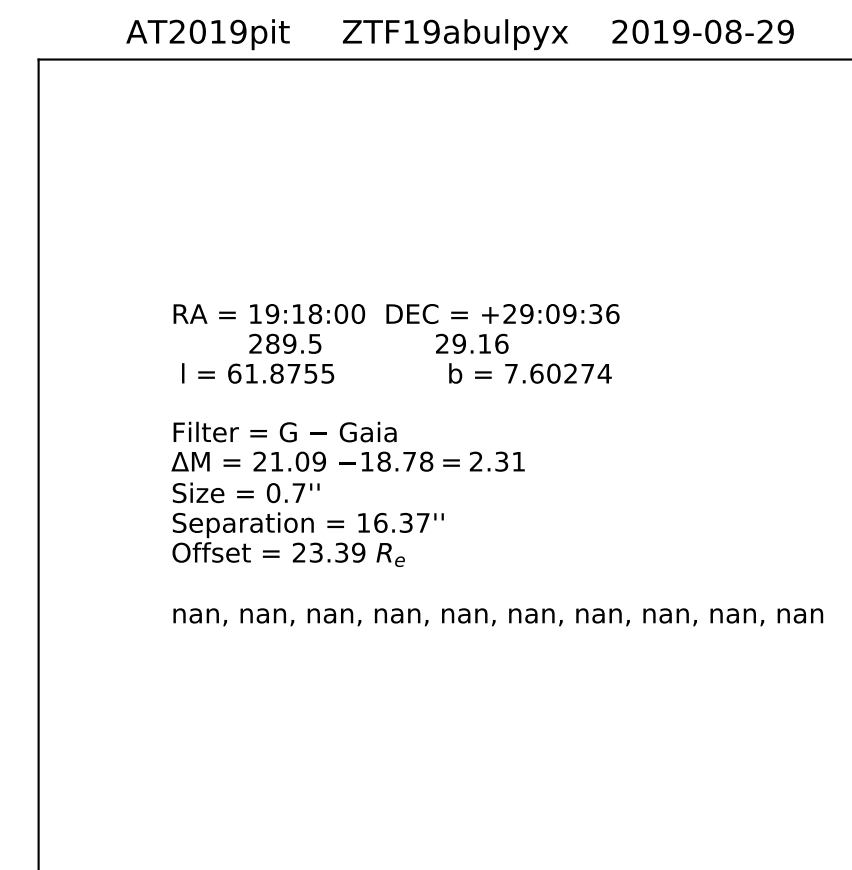 AT2019pit ZTF19abulpyx 2019-08-29
RA = 19:18:00 DEC = +29:09:36
289.5 29.16
l = 61.8755 b = 7.60274
Filter = G − Gaia
ΔM = 21.09 −18.78 = 2.31
Size = 0.7''
Separation = 16.37''
Offset = 23.39 Re
nan, nan, nan, nan, nan, nan, nan, nan, nan, nan